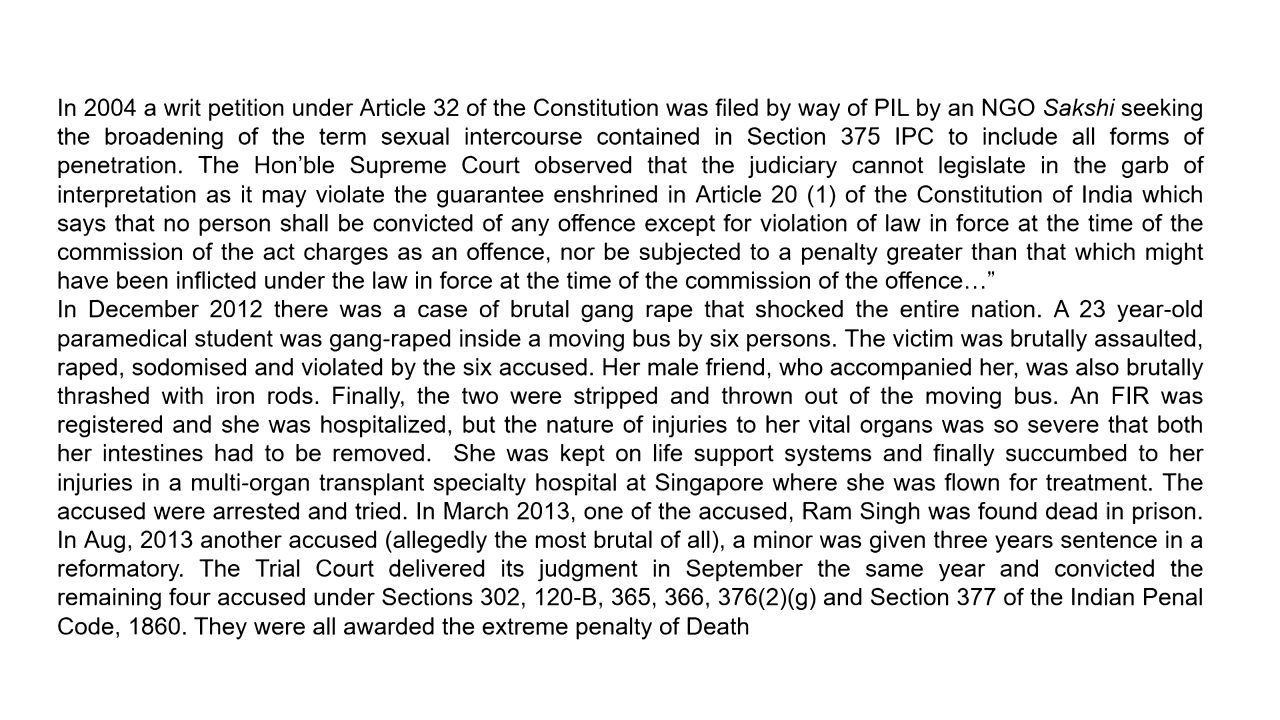 In 2004 a writ petition under Article 32 of the Constitution was filed by way of PIL by an NGO Sakshi seeking
the broadening of the term sexual intercourse contained in Section 375 IPC to include all forms of
penetration. The Hon’ble Supreme Court observed that the judiciary cannot legislate in the garb of
interpretation as it may violate the guarantee enshrined in Article 20 (1) of the Constitution of India which
says that no person shall be convicted of any offence except for violation of law in force at the time of the
commission of the act charges as an offence, nor be subjected to a penalty greater than that which might
have been inflicted under the law in force at the time of the commission of the offence…”
In December 2012 there was a case of brutal gang rape that shocked the entire nation. A 23 year-old
paramedical student was gang-raped inside a moving bus by six persons. The victim was brutally assaulted,
raped, sodomised and violated by the six accused. Her male friend, who accompanied her, was also brutally
thrashed with iron rods. Finally, the two were stripped and thrown out of the moving bus. An FIR was
registered and she was hospitalized, but the nature of injuries to her vital organs was so severe that both
her intestines had to be removed.  She was kept on life support systems and finally succumbed to her
injuries in a multi-organ transplant specialty hospital at Singapore where she was flown for treatment. The
accused were arrested and tried. In March 2013, one of the accused, Ram Singh was found dead in prison.
In Aug, 2013 another accused (allegedly the most brutal of all), a minor was given three years sentence in a
reformatory. The Trial Court delivered its judgment in September the same year and convicted the
remaining four accused under Sections 302, 120-B, 365, 366, 376(2)(g) and Section 377 of the Indian Penal
Code, 1860. They were all awarded the extreme penalty of Death